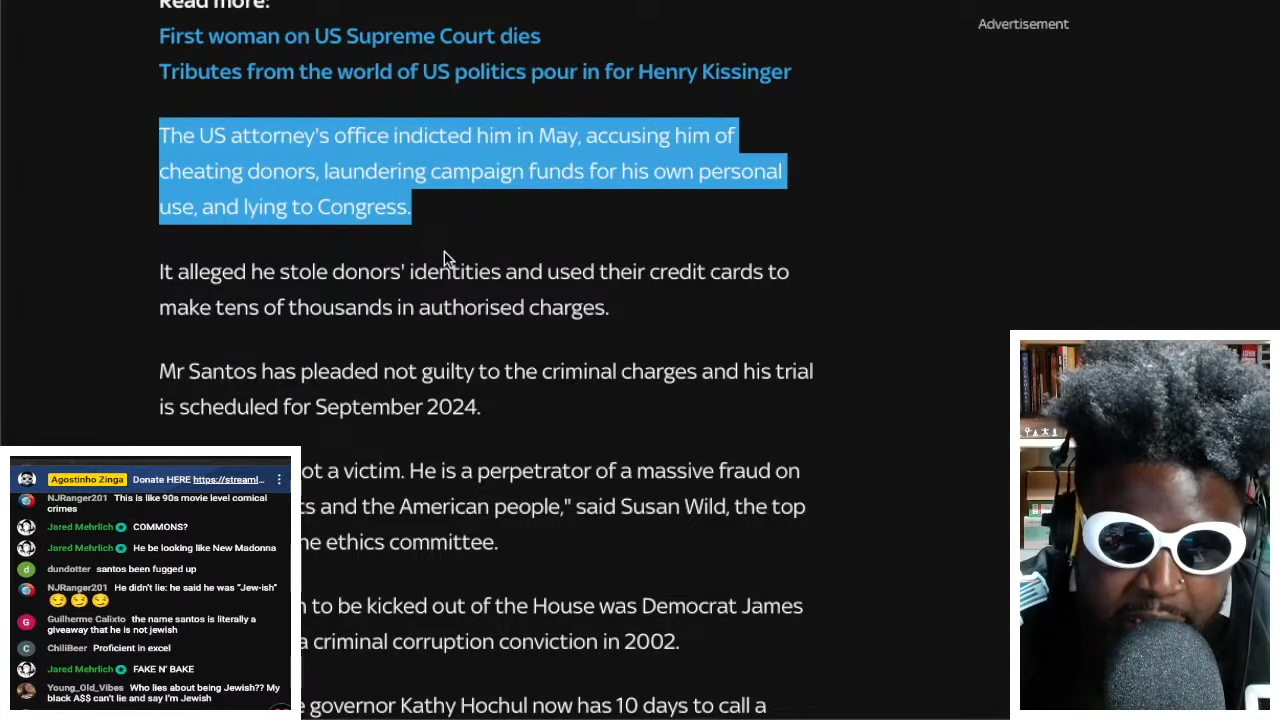 Read more:
First woman on US Supreme Court dies
Tributes from the world of US politics pour in for Henry Kissinger
Advertisement
The US attorney's office indicted him in May, accusing him of
cheating donors, laundering campaign funds for his own personal
use, and lying to Congress.
It alleged he stole donors' identities and used their credit cards to
make tens of thousands in authorised charges.
Mr Santos has pleaded not guilty to the criminal charges and his trial
is scheduled for September 2024.
ot a victim. He is a perpetrator of a massive fraud on
ts and the American people," said Susan Wild, the top
he ethics committee.
n to be kicked out of the House was Democrat James
a criminal corruption conviction in 2002.
e governor Kathy Hochul now has 10 days to call a
Agostinho Zinga Donate HERE https://streaml...
NJRanger201 This is like 90s movie level comical
crimes
Jared Mehrlich COMMONS?
Jared Mehrlich He be looking like New Madonna
dundotter santos been fugged up
NJRanger201 He didn't lie: he said he was "Jew-ish"
😏😏😏
Guilherme Calixto the name santos is literally a
giveaway that he is not jewish
ChiliBeer Proficient in excel
Jared Mehrlich FAKE N' BAKE
Young_Old_Vibes Who lies about being Jewish?? My
black A$$ can't lie and say I'm Jewish